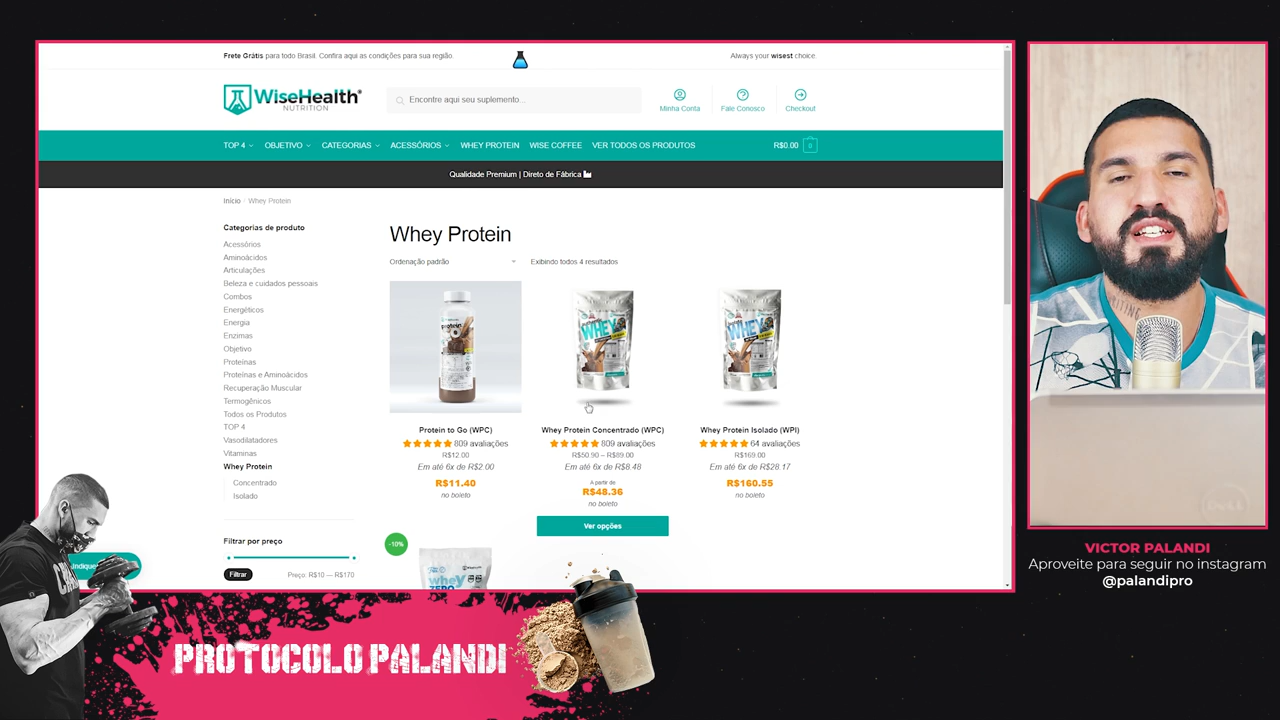 Frete Grátis para todo Brasil. Confira aqui as condições para sua região.
Always your wisest choice.
WiseHealth®
NUTRITION
Encontre aqui seu suplemento...
Minha Conta
Fale Conosco
Checkout
TOP 4
OBJETIVO
CATEGORIAS
ACESSÓRIOS
WHEY PROTEIN
WISE COFFEE
VER TODOS OS PRODUTOS
R$0.00
0
Qualidade Premium | Direto de Fábrica
Início / Whey Protein
Categorias de produto
Acessórios
Aminoácidos
Articulações
Beleza e cuidados pessoais
Combos
Energéticos
Energia
Enzimas
Objetivo
Proteínas
Proteínas e Aminoácidos
Recuperação Muscular
Termogênicos
Todos os Produtos
TOP 4
Vasodilatadores
Vitaminas
Whey Protein
Concentrado
Isolado
Filtrar por preço
Filtrar
Preço: R$10 — R$170
Indique
Whey Protein
Ordenação padrão
Exibindo todos 4 resultados
protein
WHEY
WHEY
Protein to Go (WPC)
809 avaliações
R$12.00
Em até 6x de R$2.00
R$11.40
no boleto
Whey Protein Concentrado (WPC)
809 avaliações
R$50.90 – R$89.00
Em até 6x de R$8.48
A partir de
R$48.36
no boleto
Ver opções
Whey Protein Isolado (WPI)
64 avaliações
R$169.00
Em até 6x de R$28.17
R$160.55
no boleto
-10%
whey
ZERO
DELL
VICTOR PALANDI
Aproveite para seguir no instagram
@palandipro
PROTOCOLO PALANDI